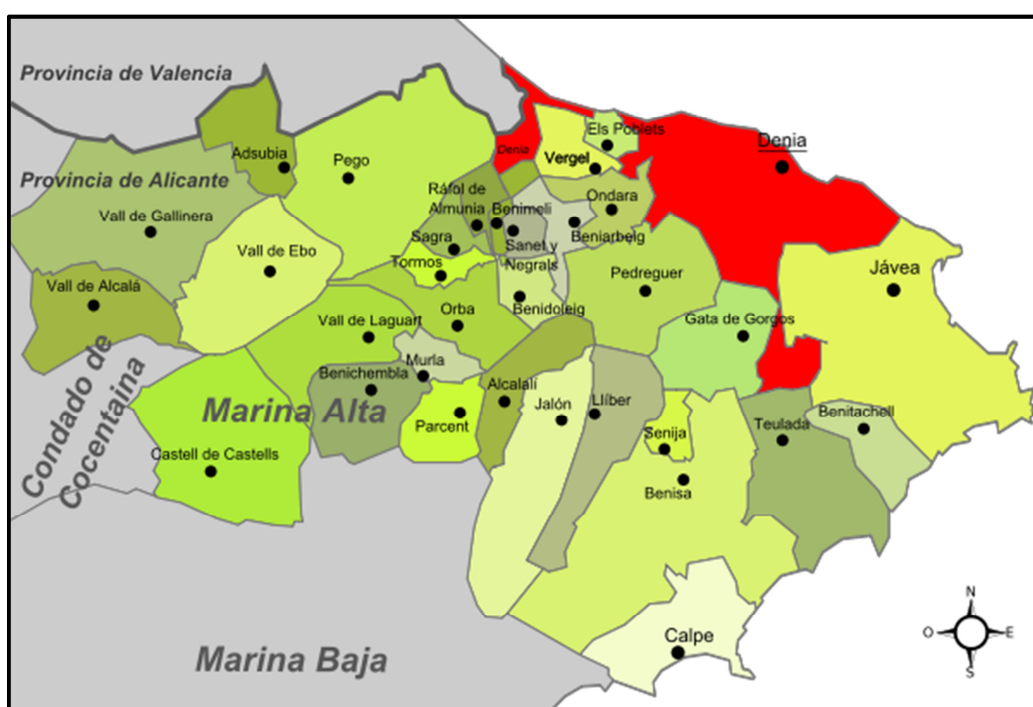 Provincia de Valencia
Els Poblets
Denia
Denia
Vergel
Adsubia
Pego
Provincia de Alicante
Ráfol de
Almunia
Benimeli
Ondara
Vall de Gallinera
Sagra
Sanet y
Negrals
Beniarbeig
Vall de Ebo
Tormos
Pedreguer
Jávea
Vall de Alcalá
Benidoleig
Orba
Vall de Laguart
Gata de Gorgos
Murla
Benichembla
Alcalalí
Condado de
Cocentaina
Marina Alta
Jalón
Llíber
Parcent
Senija
Teulada
Benitachell
Castell de Castells
Benisa
Calpe
Marina Baja
N
O
E
S